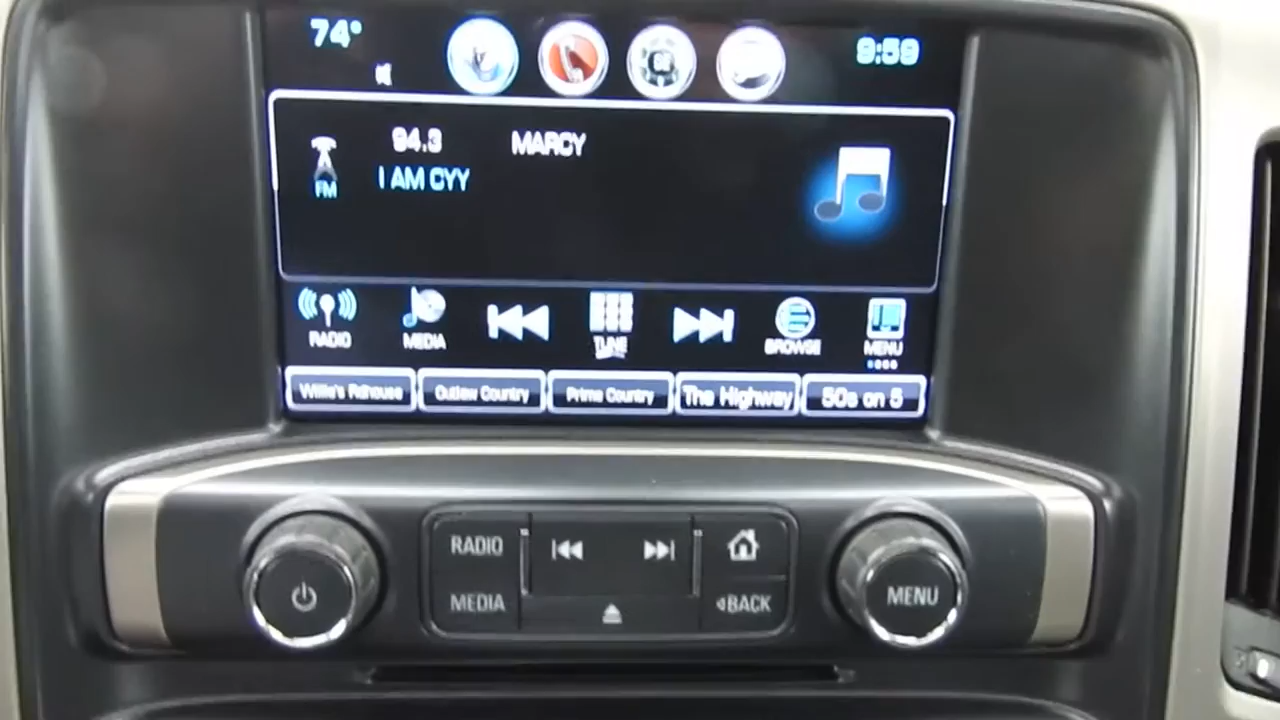 74° 9:59
94.3 MARCY
FM I AM CYY
RADIO MEDIA TUNE BROWSE MENU
Willie's Rdhouse Outlaw Country Prime Country The Highway 50s on 5
RADIO
MEDIA BACK
MENU